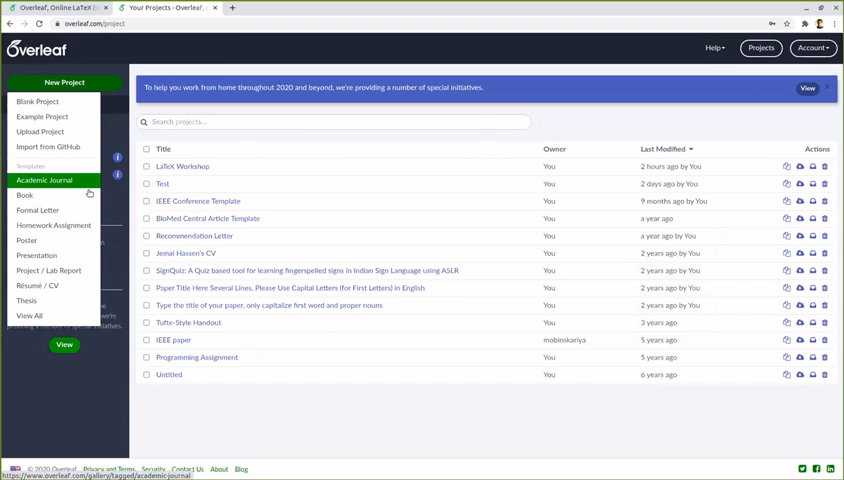 Overleaf, Online LaTeX Ed
Your Projects - Overleaf,
overleaf.com/project
Overleaf
Help
Projects
Account
New Project
Blank Project
Example Project
Upload Project
Import from GitHub
Templates
Academic Journal
Book
Formal Letter
Homework Assignment
Poster
Presentation
Project / Lab Report
Résumé / CV
Thesis
View All
providing a number of special initiatives.
View
To help you work from home throughout 2020 and beyond, we're providing a number of special initiatives.
View
Search projects...
Title Owner Last Modified Actions
LaTeX Workshop You 2 hours ago by You
Test You 2 days ago by You
IEEE Conference Template You 9 months ago by You
BioMed Central Article Template You a year ago
Recommendation Letter You a year ago by You
Jemai Hassen's CV You 2 years ago by You
SignQuiz: A Quiz based tool for learning fingerspelled signs in Indian Sign Language using ASLR You 2 years ago by You
Paper Title Here Several Lines, Please Use Capital Letters (for First Letters) in English You 2 years ago by You
Type the title of your paper, only capitalize first word and proper nouns You 2 years ago by You
Tufte-Style Handout You 3 years ago
IEEE paper mobinskariya 5 years ago
Programming Assignment You 5 years ago
Untitled You 6 years ago
© 2020 Overleaf Privacy and Terms Security Contact Us About Blog
https://www.overleaf.com/gallery/tagged/academic-journal